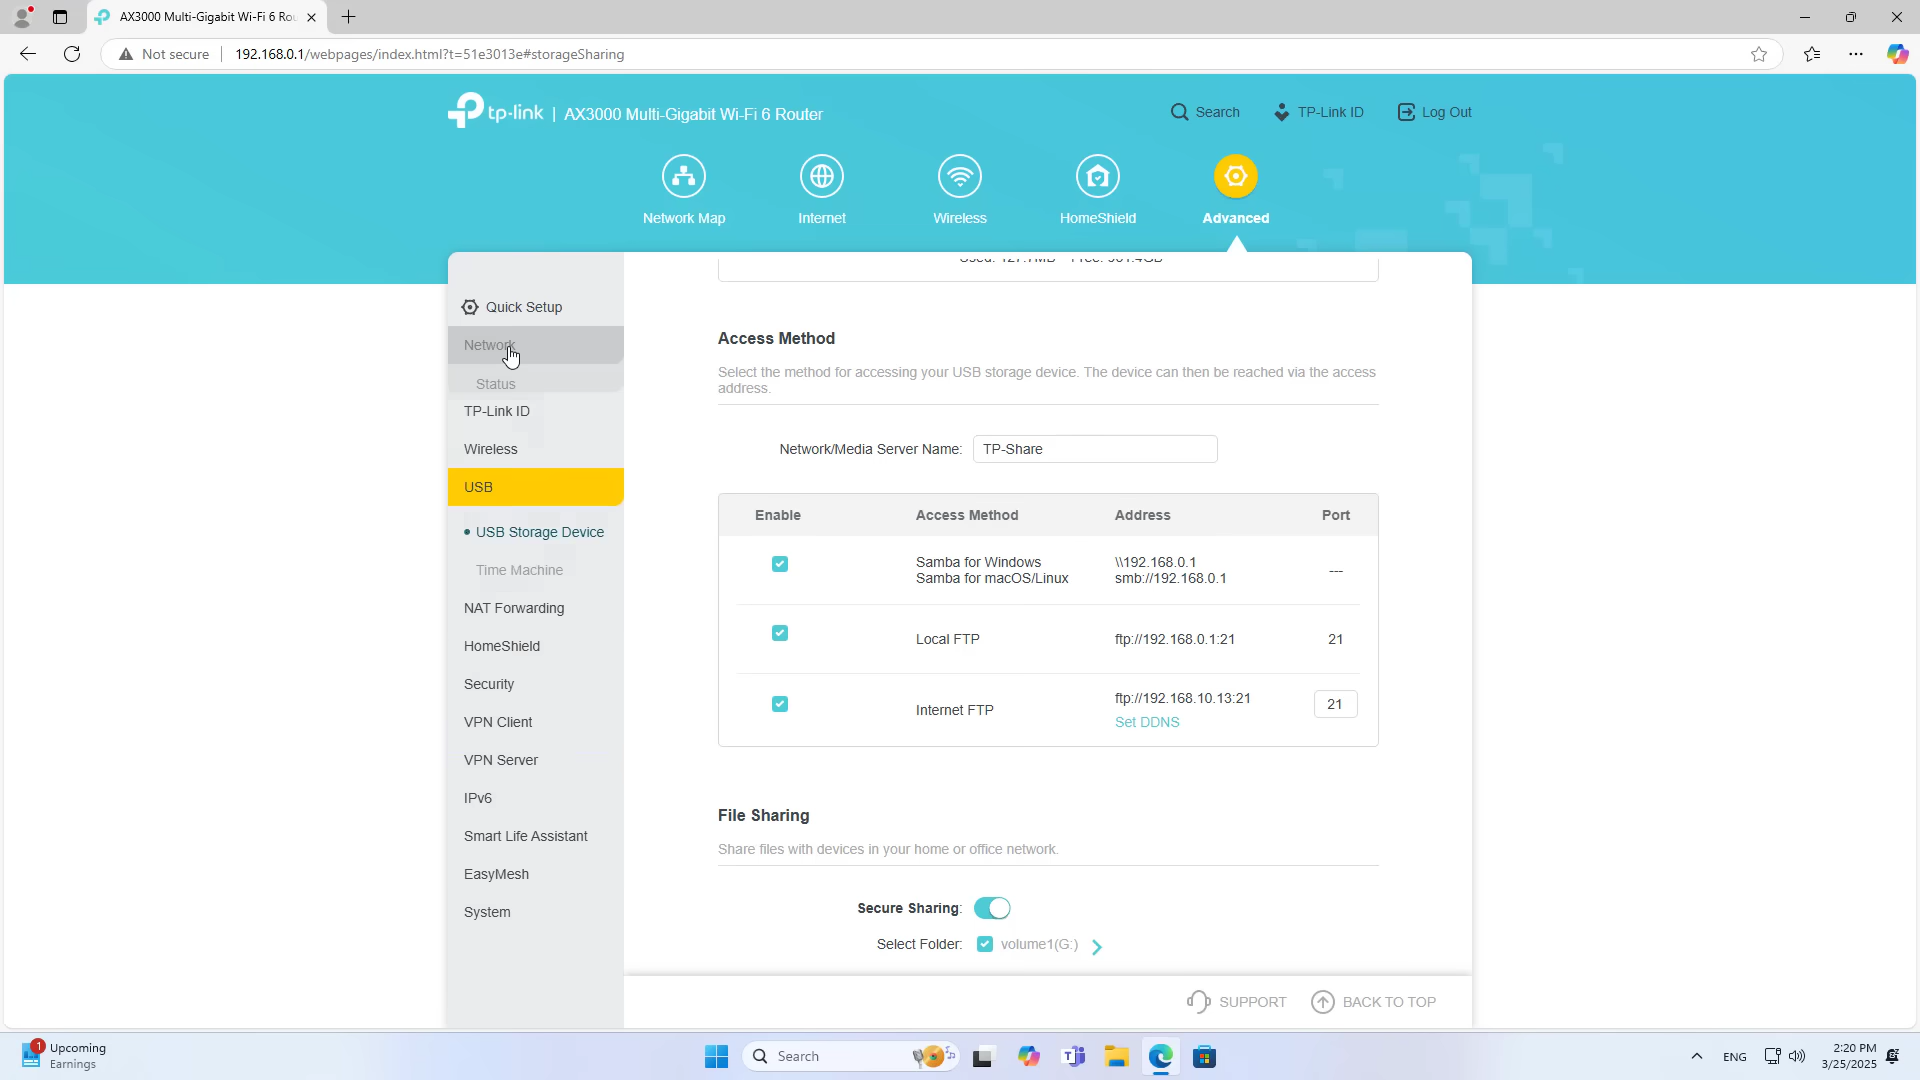 AX3000 Multi-Gigabit Wi-Fi 6 Rou
Not secure
192.168.0.1/webpages/index.html?t=51e3013e#storageSharing
tp-link | AX3000 Multi-Gigabit Wi-Fi 6 Router
Search
TP-Link ID
Log Out
Network Map
Internet
Wireless
HomeShield
Advanced
Quick Setup
Network
Status
TP-Link ID
Wireless
USB
USB Storage Device
Time Machine
NAT Forwarding
HomeShield
Security
VPN Client
VPN Server
IPv6
Smart Life Assistant
EasyMesh
System
Access Method
Select the method for accessing your USB storage device. The device can then be reached via the access
address.
Network/Media Server Name: TP-Share
Enable Access Method Address Port
Samba for Windows \\192.168.0.1
Samba for macOS/Linux smb://192.168.0.1 ---
Local FTP ftp://192.168.0.1:21 21
Internet FTP ftp://192.168.10.13:21 21
Set DDNS
File Sharing
Share files with devices in your home or office network.
Secure Sharing:
Select Folder: volume1(G:)
SUPPORT
BACK TO TOP
1
Upcoming
Earnings
Search
ENG
2:20 PM
3/25/2025